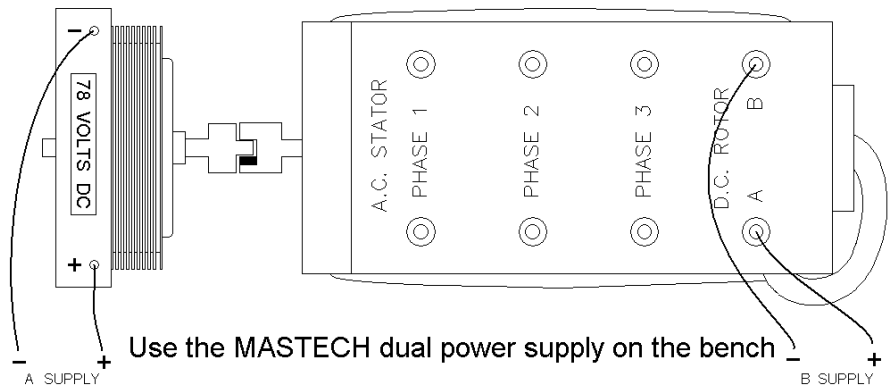 -
78 VOLTS DC
+
A.C. STATOR
PHASE 1
PHASE 2
PHASE 3
D.C. ROTOR
B
A
Use the MASTECH dual power supply on the bench
- +
A SUPPLY
- +
B SUPPLY